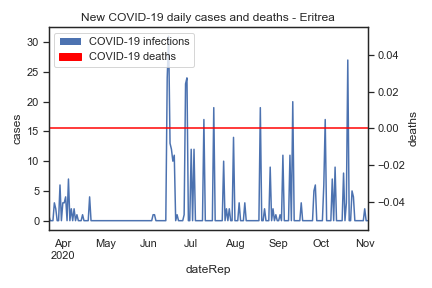 New COVID-19 daily cases and deaths - Eritrea
COVID-19 infections
COVID-19 deaths
cases
30
25
20
15
10
5
0
0.04
0.02
0.00
−0.02
−0.04
deaths
Apr May Jun Jul Aug Sep Oct Nov
2020
dateRep